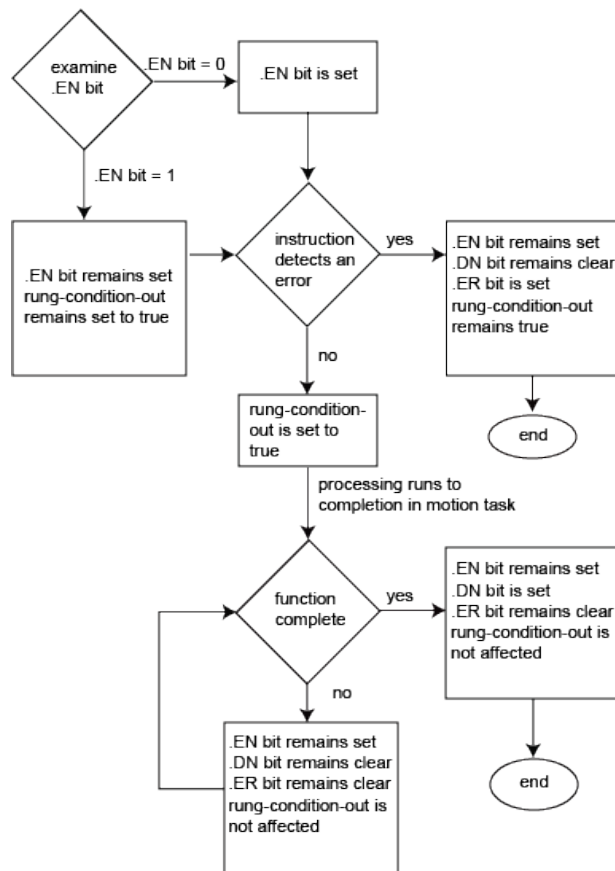 examine
.EN bit
.EN bit = 0
.EN bit is set
.EN bit = 1
.EN bit remains set
rung-condition-out
remains set to true
instruction
detects an
error
yes
.EN bit remains set
.DN bit remains clear
.ER bit is set
rung-condition-out
remains true
end
no
rung-condition-
out is set to
true
processing runs to
completion in motion task
function
complete
yes
.EN bit remains set
.DN bit is set
.ER bit remains clear
rung-condition-out is
not affected
end
no
.EN bit remains set
.DN bit remains clear
.ER bit remains clear
rung-condition-out is
not affected